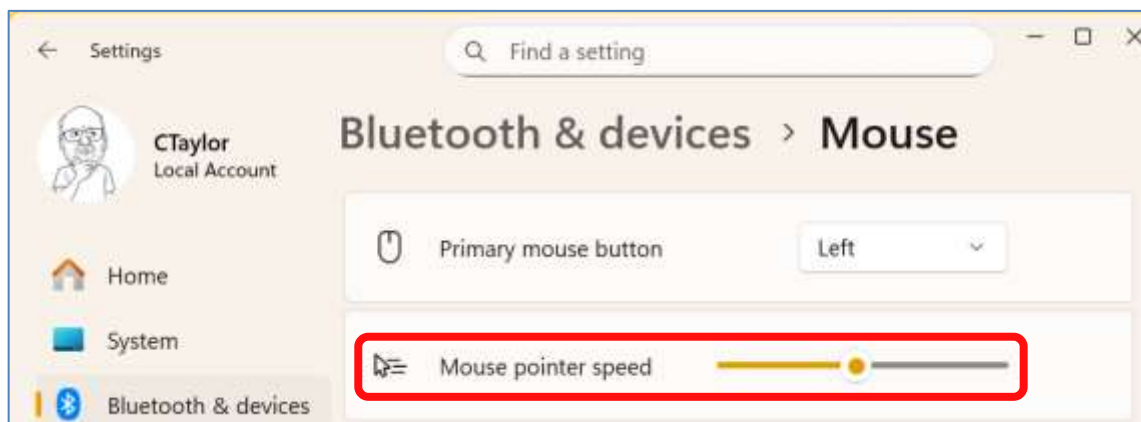 Settings
Find a setting
CTaylor
Local Account
Bluetooth & devices > Mouse
Primary mouse button Left
Home
System
Mouse pointer speed
Bluetooth & devices